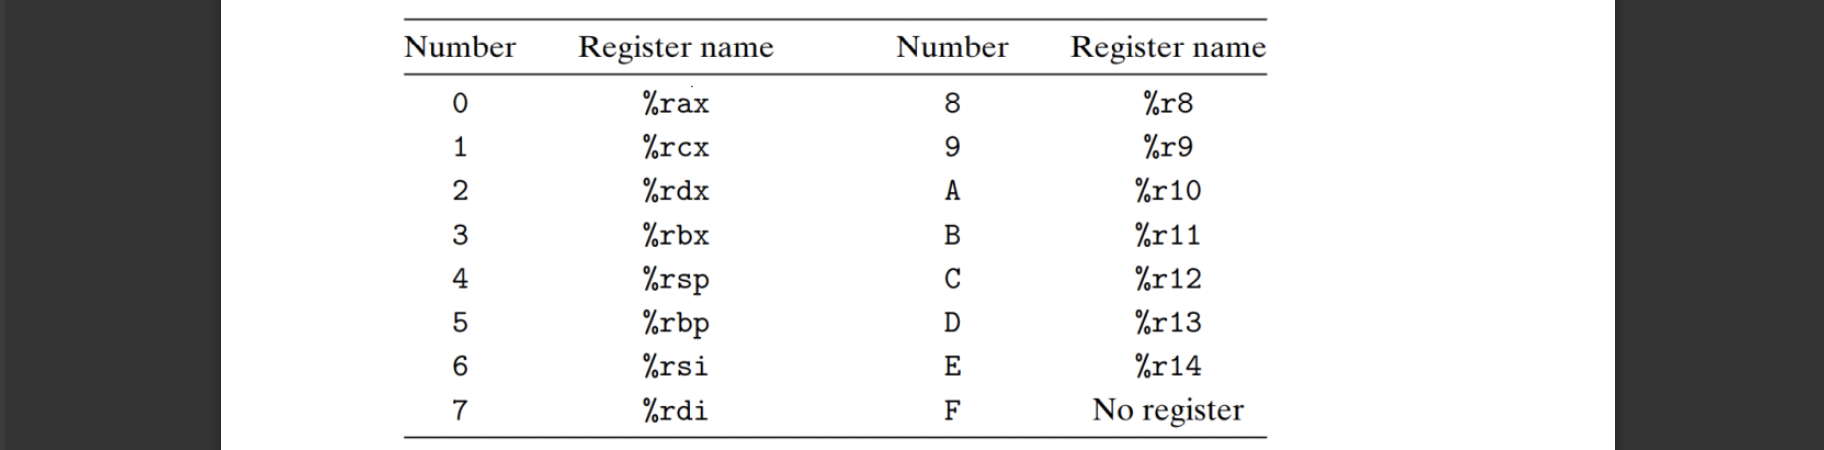 Number Register name Number Register name
0 %rax 8 %r8
1 %rcx 9 %r9
2 %rdx A %r10
3 %rbx B %r11
4 %rsp C %r12
5 %rbp D %r13
6 %rsi E %r14
7 %rdi F No register